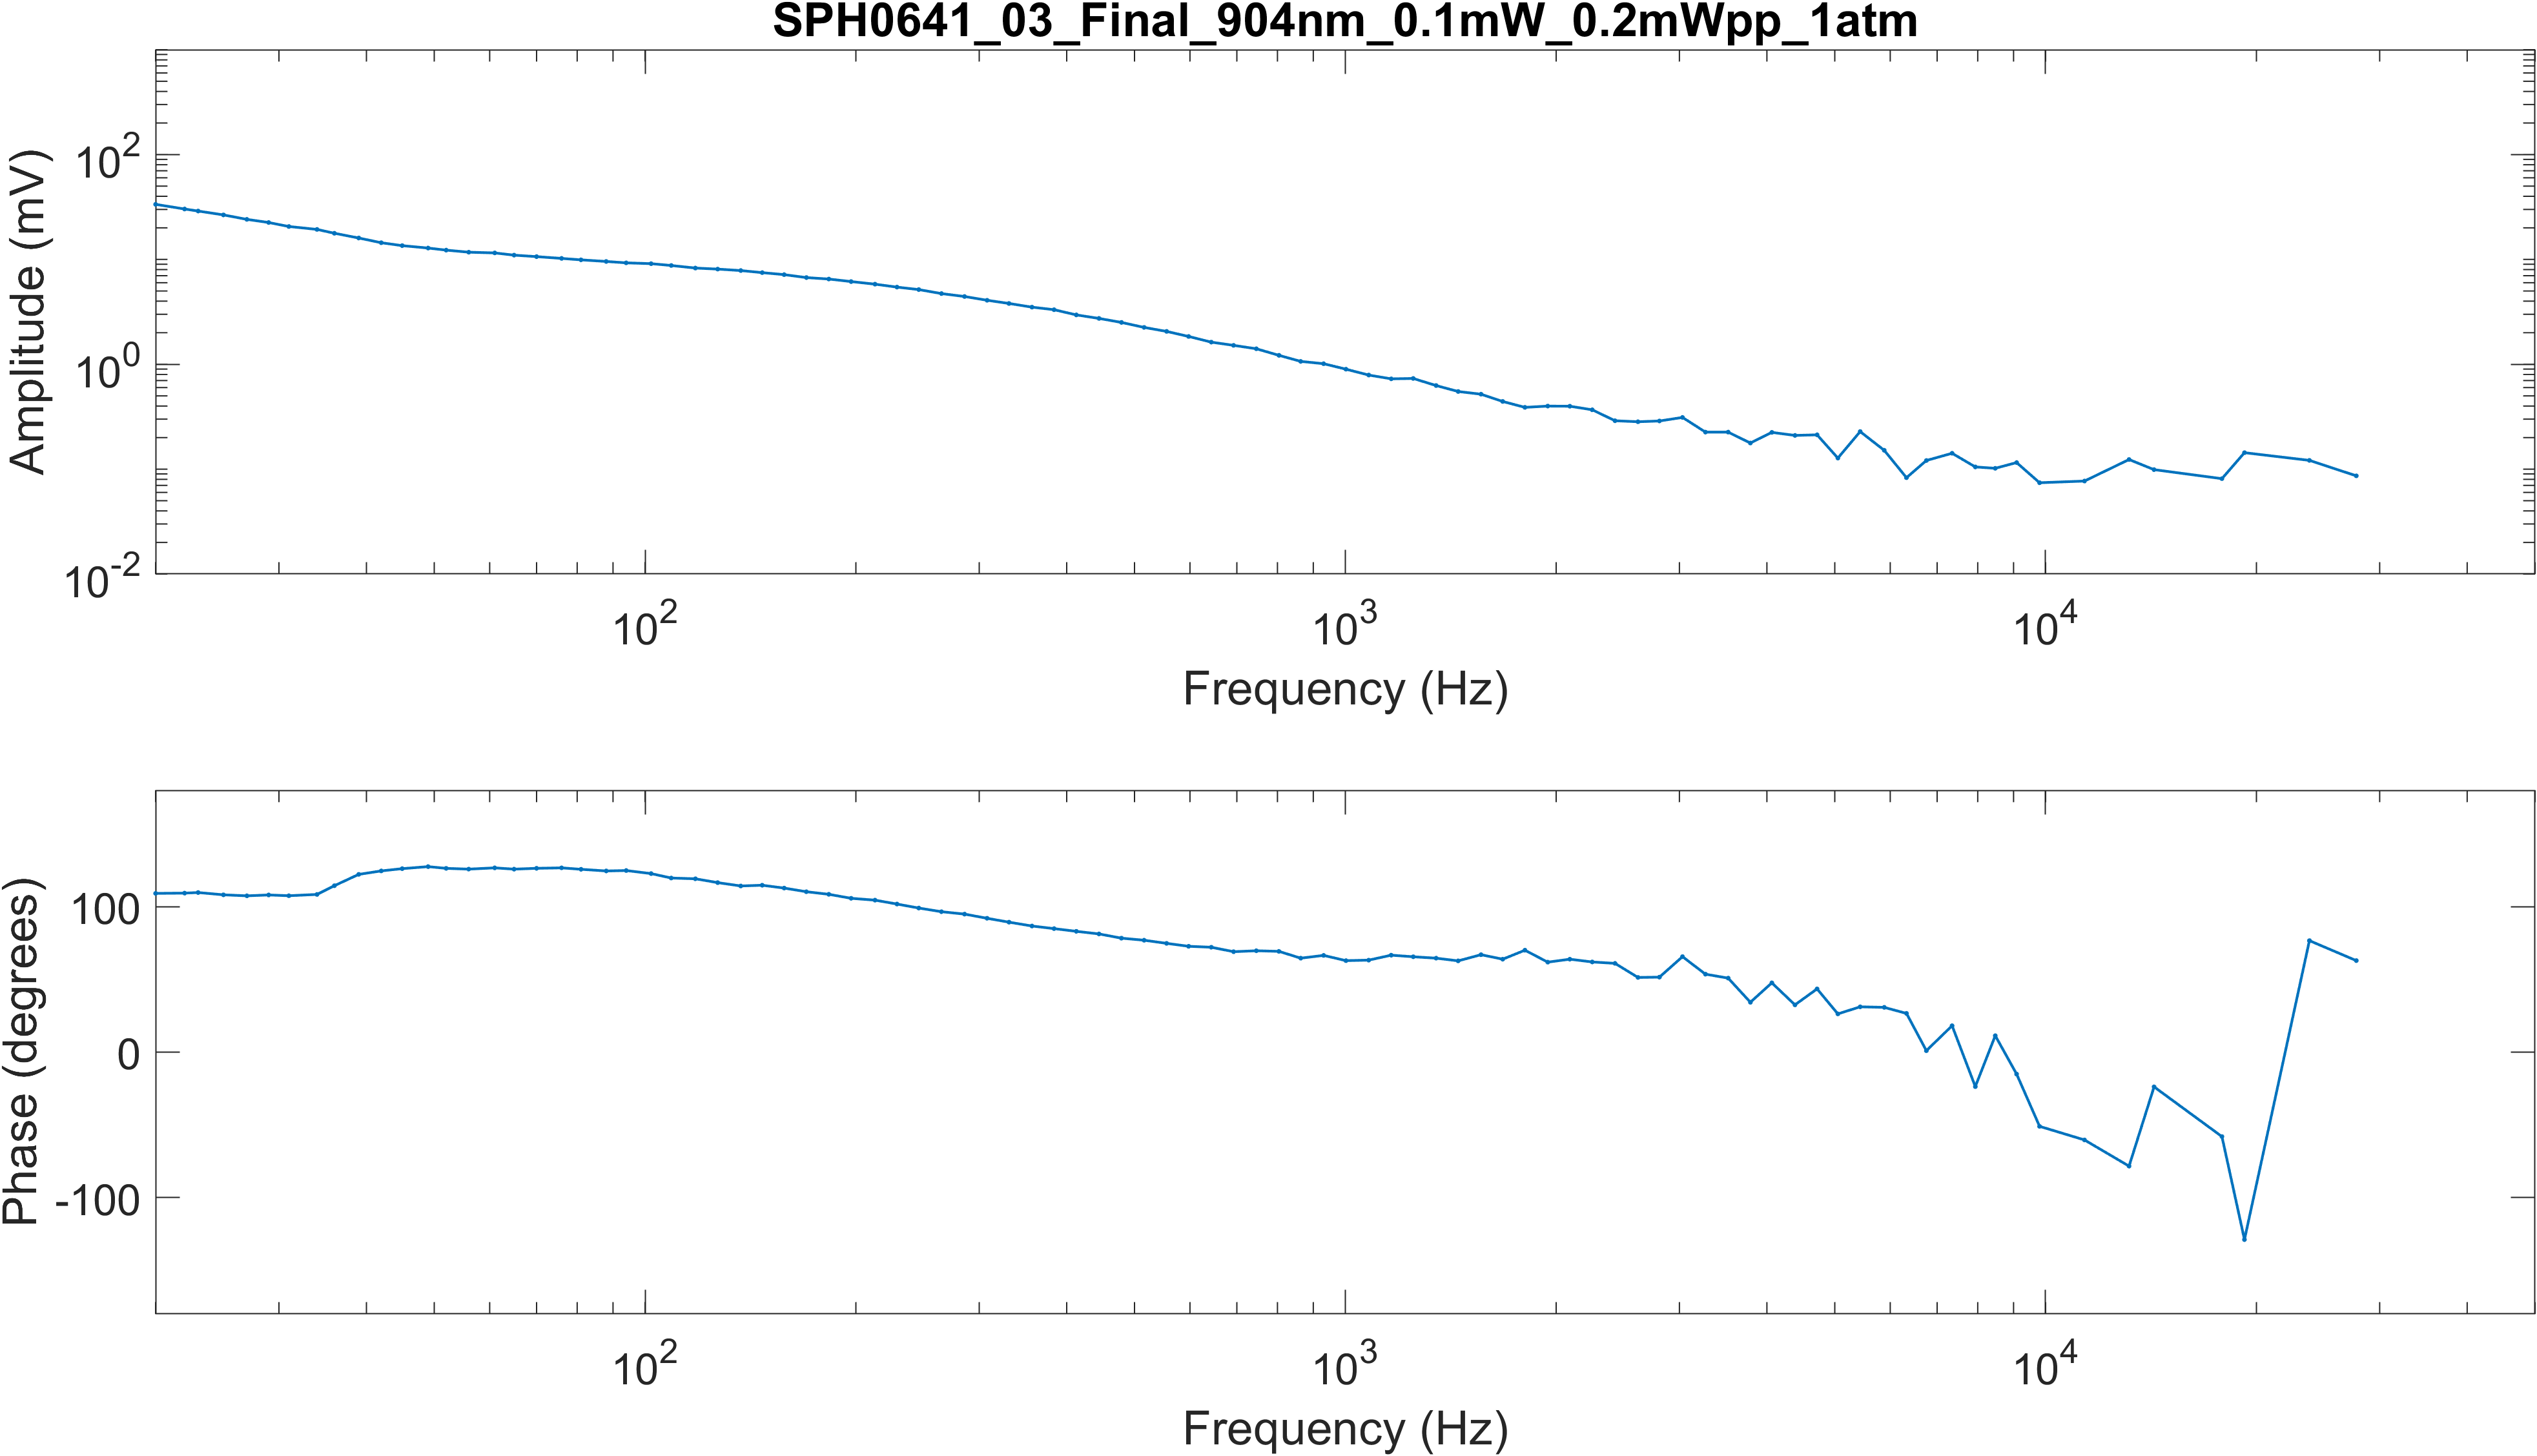 SPH0641_03_Final_904nm_0.1mW_0.2mWpp_1atm
Amplitude (mV)
10^2
10^0
10^-2
10^2 10^3 10^4
Frequency (Hz)
Phase (degrees)
100
0
-100
10^2 10^3 10^4
Frequency (Hz)